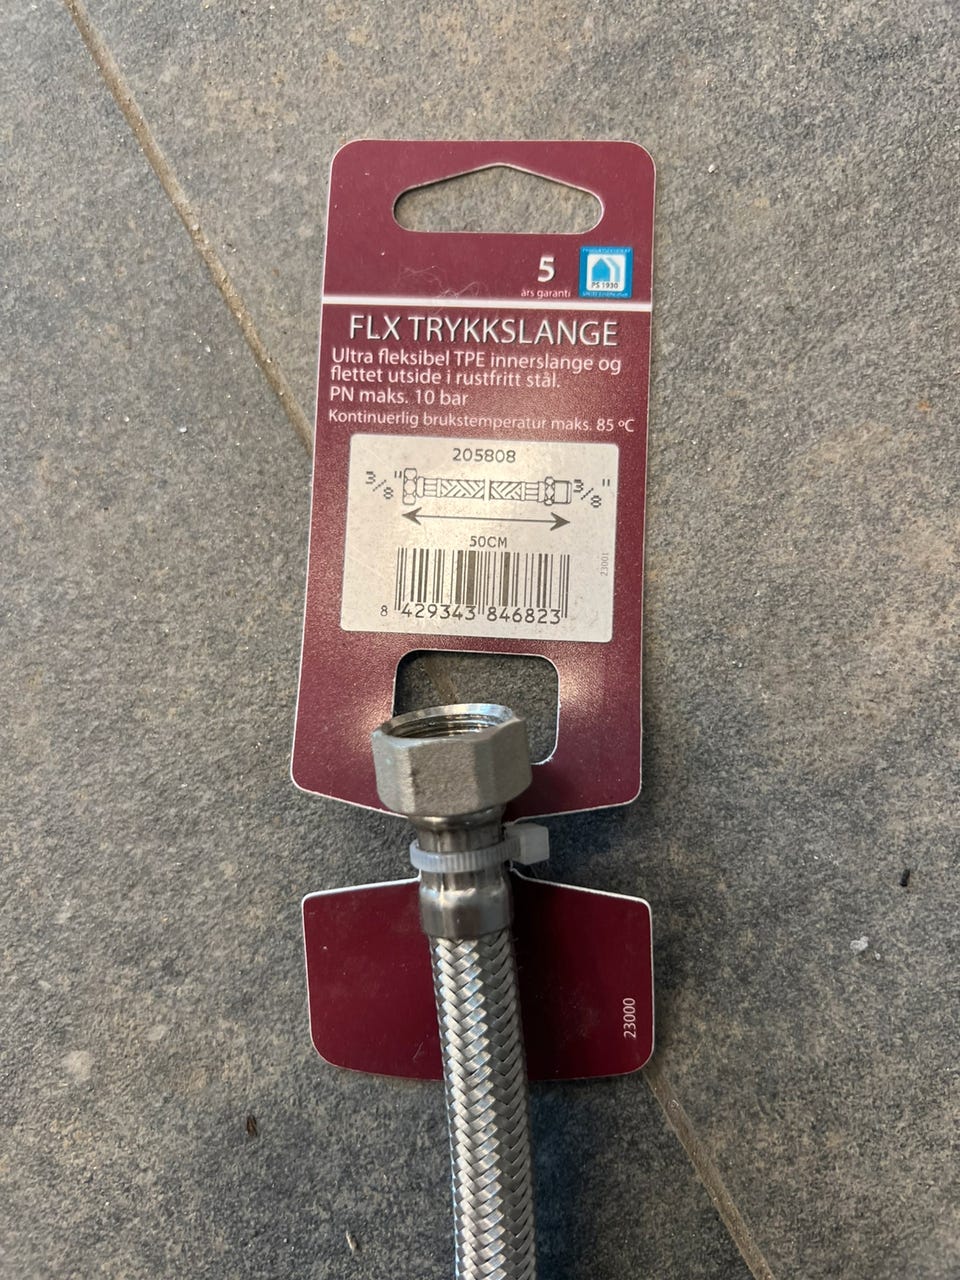 5
års garanti
PS 1930
FLX TRYKKSLANGE
Ultra fleksibel TPE innerslange og
flettet utside i rustfritt stål.
PN maks. 10 bar
Kontinuerlig brukstemperatur maks. 85 ºC
205808
3/8" 3/8"
50CM
23001
8 429343 846823
23000